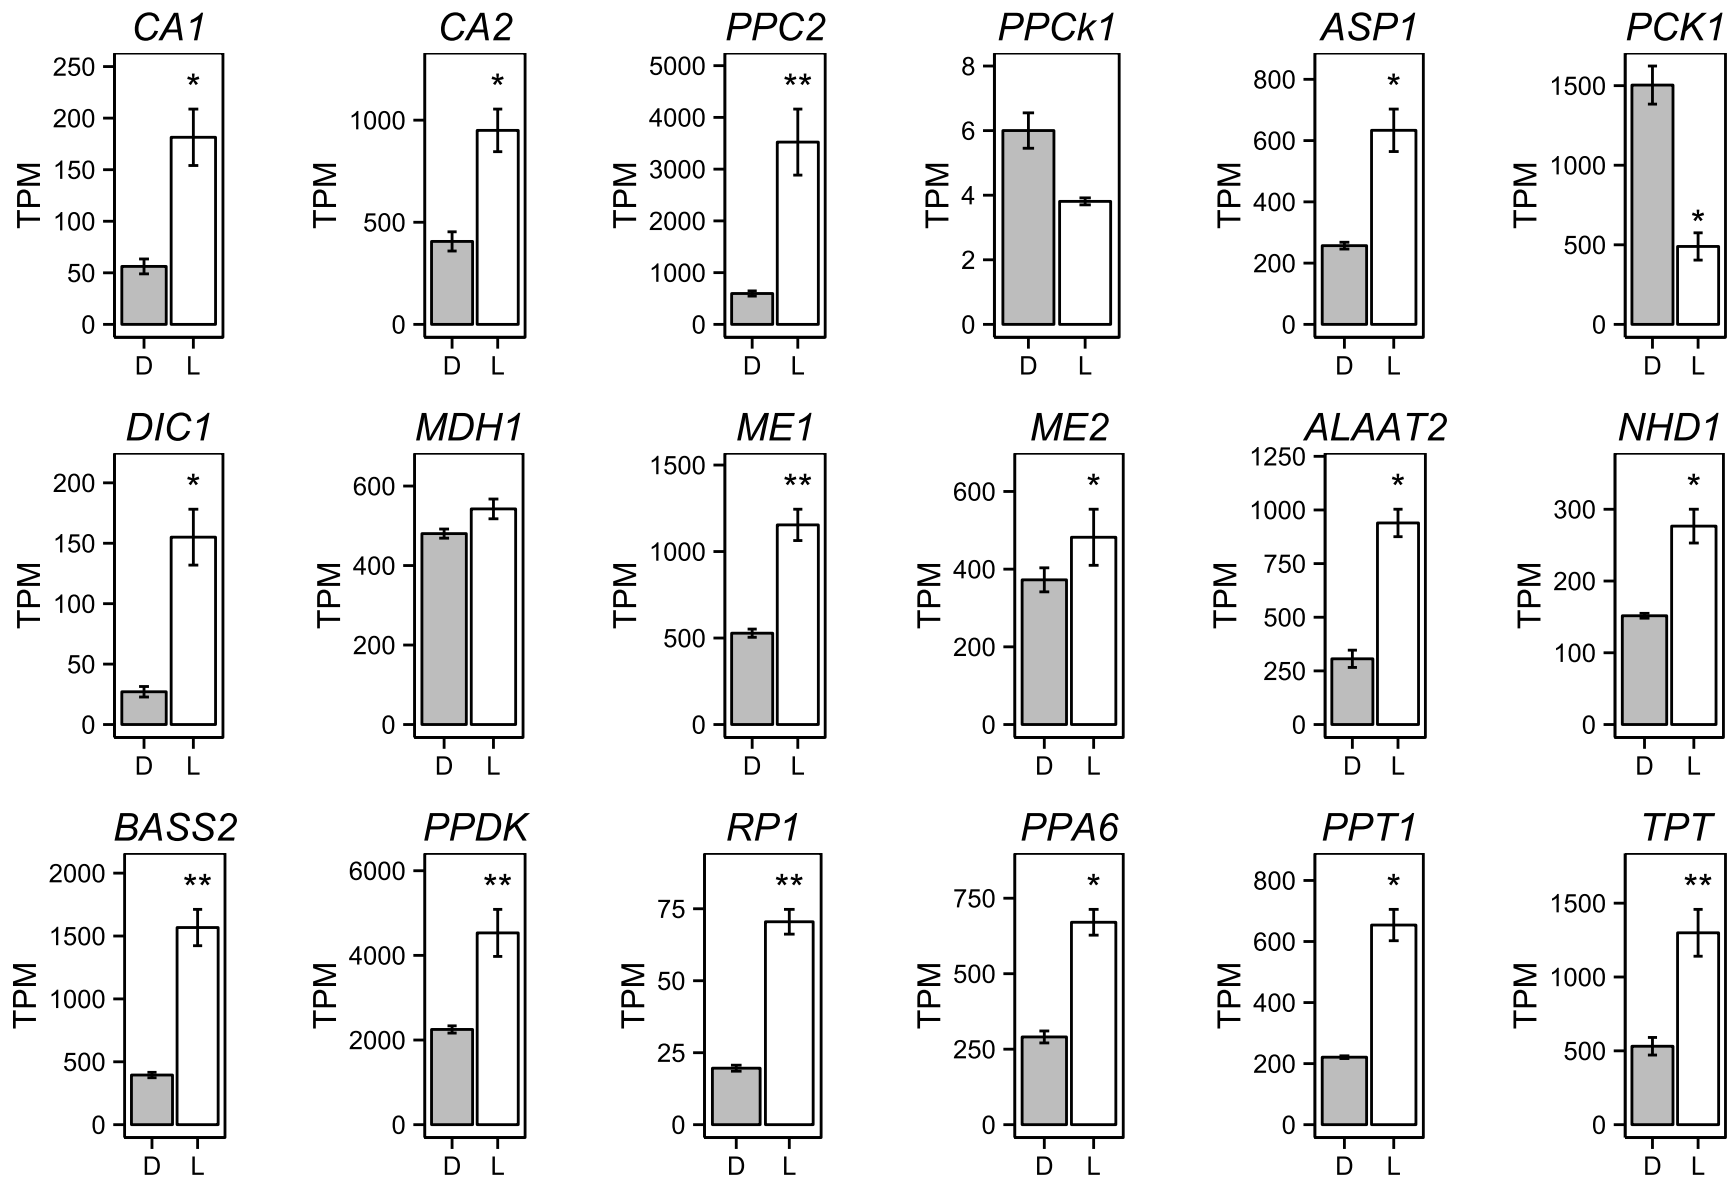 CA1 CA2 PPC2 PPCk1 ASP1 PCK1
TPM 250 200 150 100 50 0 * D L
TPM 1000 500 0 * D L
TPM 5000 4000 3000 2000 1000 0 ** D L
TPM 8 6 4 2 0 D L
TPM 800 600 400 200 0 * D L
TPM 1500 1000 500 0 * D L
DIC1 MDH1 ME1 ME2 ALAAT2 NHD1
TPM 200 150 100 50 0 * D L
TPM 600 400 200 0 D L
TPM 1500 1000 500 0 ** D L
TPM 600 400 200 0 * D L
TPM 1250 1000 750 500 250 0 * D L
TPM 300 200 100 0 * D L
BASS2 PPDK RP1 PPA6 PPT1 TPT
TPM 2000 1500 1000 500 0 ** D L
TPM 6000 4000 2000 0 ** D L
TPM 75 50 25 0 ** D L
TPM 750 500 250 0 * D L
TPM 800 600 400 200 0 * D L
TPM 1500 1000 500 0 ** D L